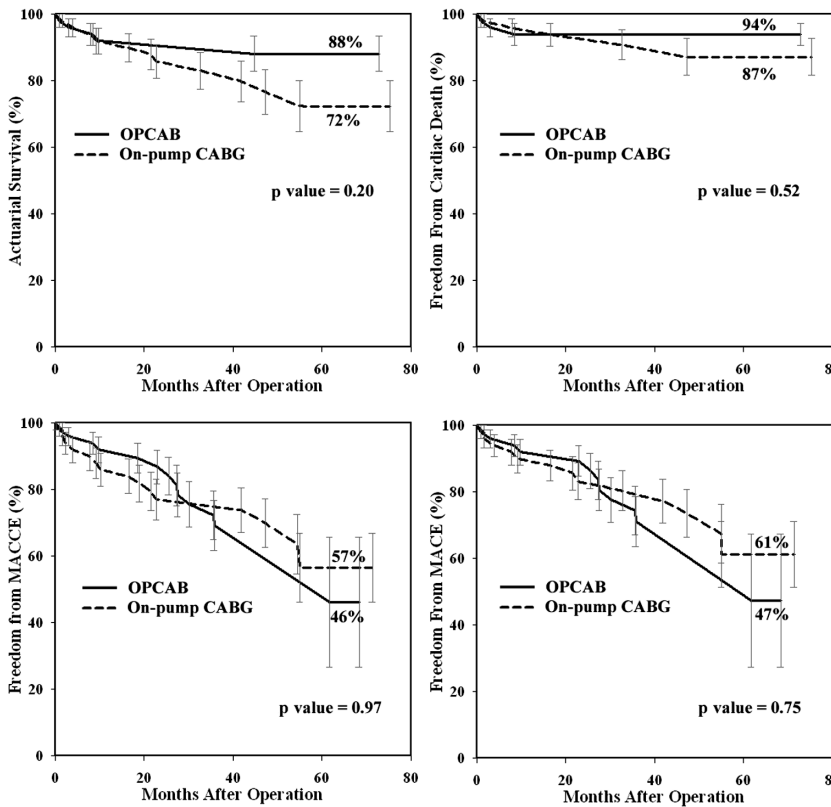 100
80
60
40
20
0
Actuarial Survival (%)
88%
72%
OPCAB
On-pump CABG
p value = 0.20
0 20 40 60 80
Months After Operation
100
80
60
40
20
0
Freedom From Cardiac Death (%)
94%
87%
OPCAB
On-pump CABG
p value = 0.52
0 20 40 60 80
Months After Operation
100
80
60
40
20
0
Freedom from MACCE (%)
57%
46%
OPCAB
On-pump CABG
p value = 0.97
0 20 40 60 80
Months After Operation
100
80
60
40
20
0
Freedom From MACE (%)
61%
47%
OPCAB
On-pump CABG
p value = 0.75
0 20 40 60 80
Months After Operation